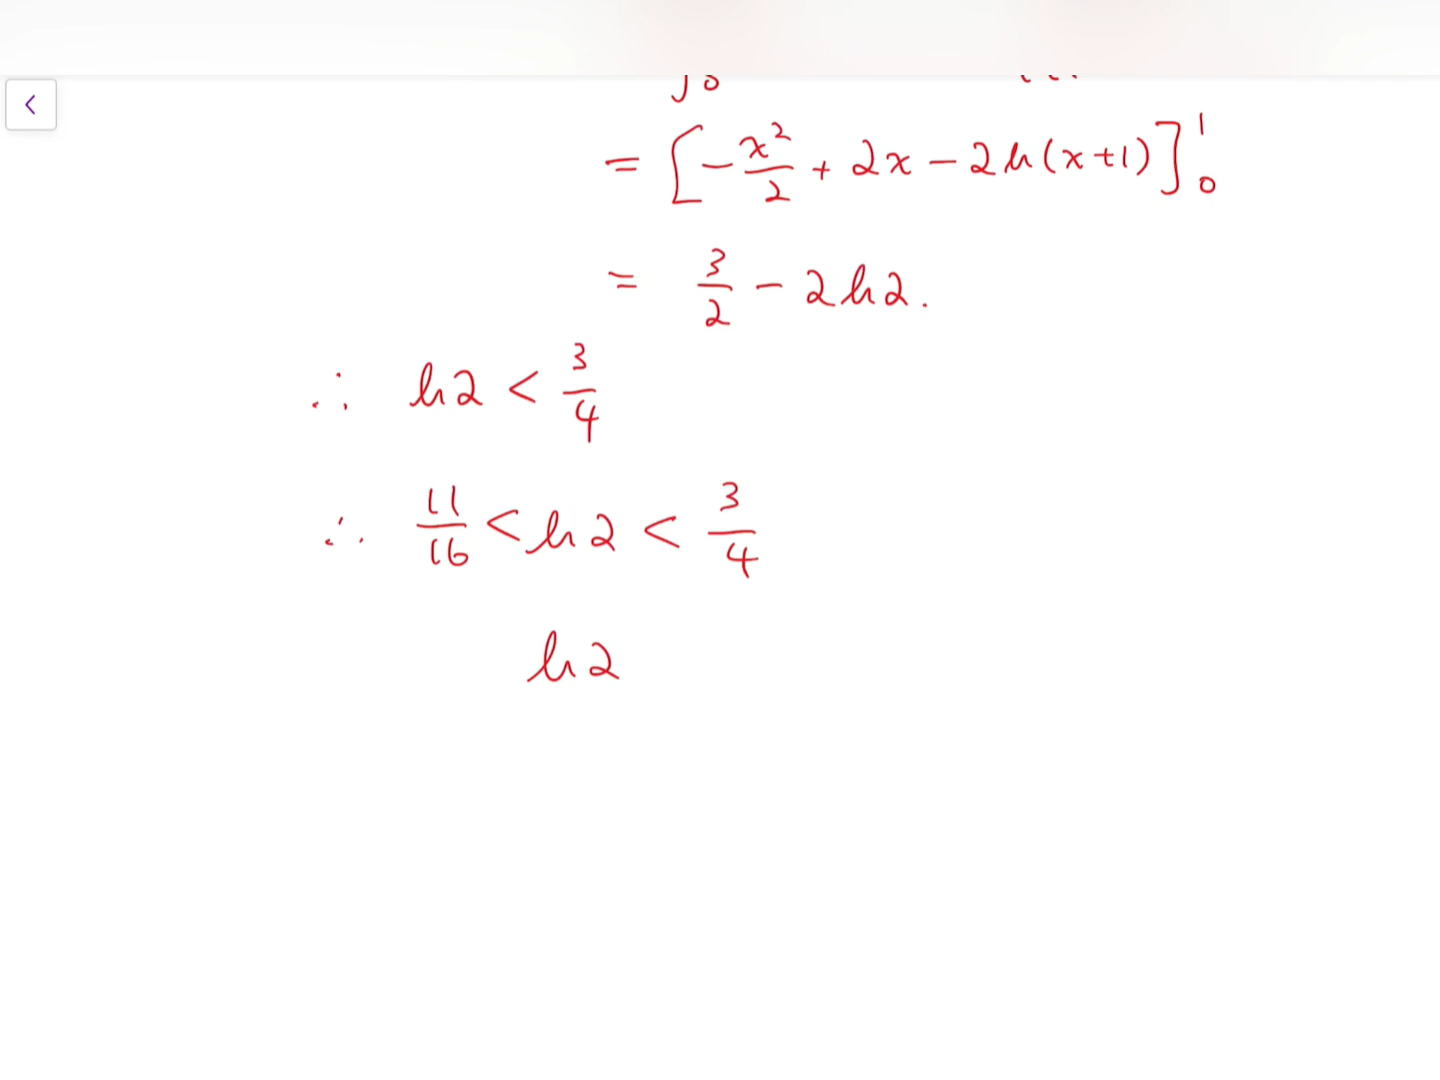 = [-x²/2 + 2x - 2ln(x+1)]₀¹
= 3/2 - 2ln2.
∴ ln2 < 3/4
∴ 11/16 < ln2 < 3/4
ln2